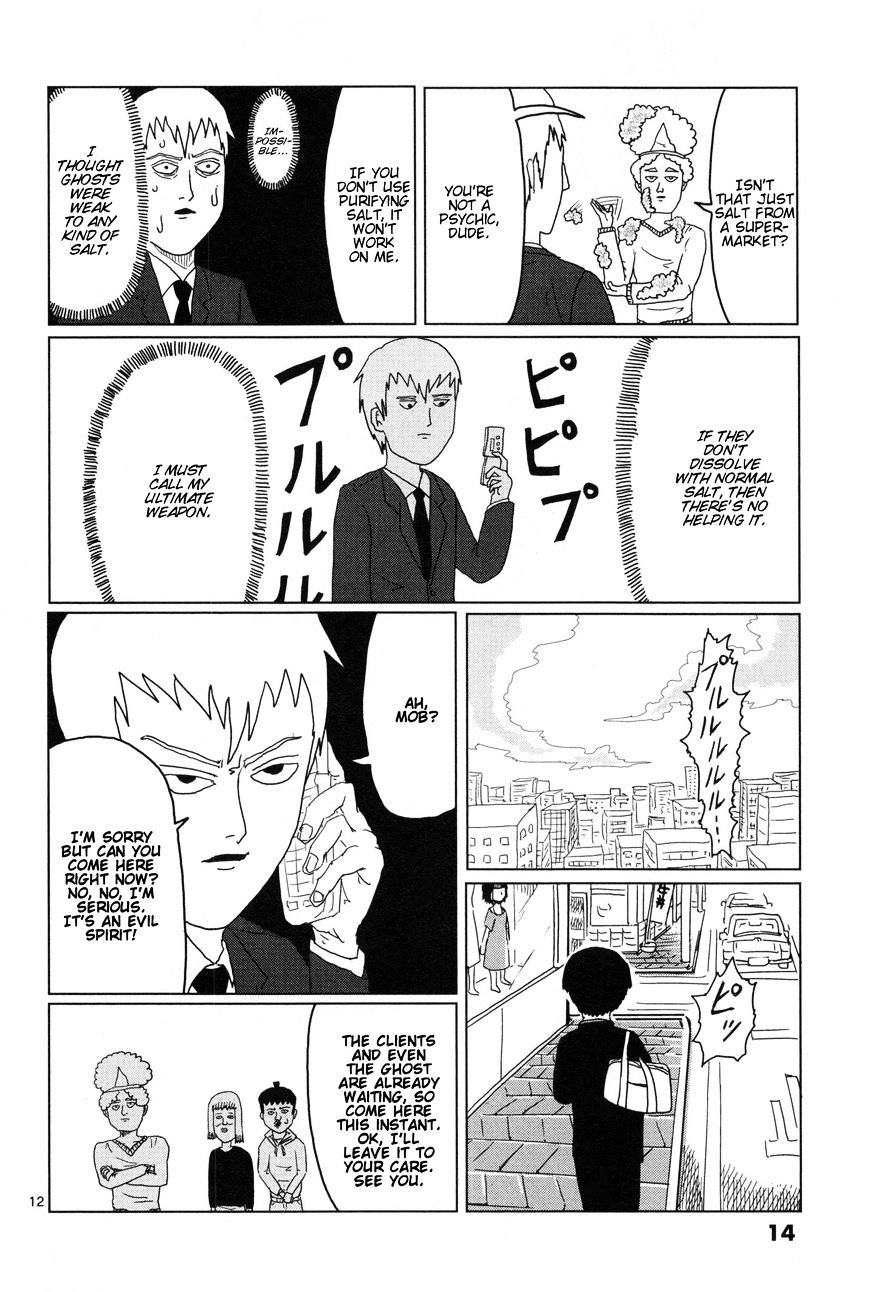 ISN'T
THAT JUST
SALT FROM
A SUPER-
MARKET?
YOU'RE
NOT A
PSYCHIC,
DUDE.
IF YOU
DON'T USE
PURIFYING
SALT, IT
WON'T
WORK
ON ME.
IM-
POSSI-
BLE...
I
THOUGHT
GHOSTS
WERE
WEAK
TO ANY
KIND OF
SALT.
IF THEY
DON'T
DISSOLVE
WITH NORMAL
SALT, THEN
THERE'S NO
HELPING IT.
ピピプ
プルルルル
I MUST
CALL MY
ULTIMATE
WEAPON.
プルルルルル…
ピッ
AH,
MOB?
I'M SORRY
BUT CAN YOU
COME HERE
RIGHT NOW?
NO, NO, I'M
SERIOUS.
IT'S AN EVIL
SPIRIT!
THE CLIENTS
AND EVEN
THE GHOST
ARE ALREADY
WAITING, SO
COME HERE
THIS INSTANT.
OK, I'LL
LEAVE IT TO
YOUR CARE.
SEE YOU.
12
14